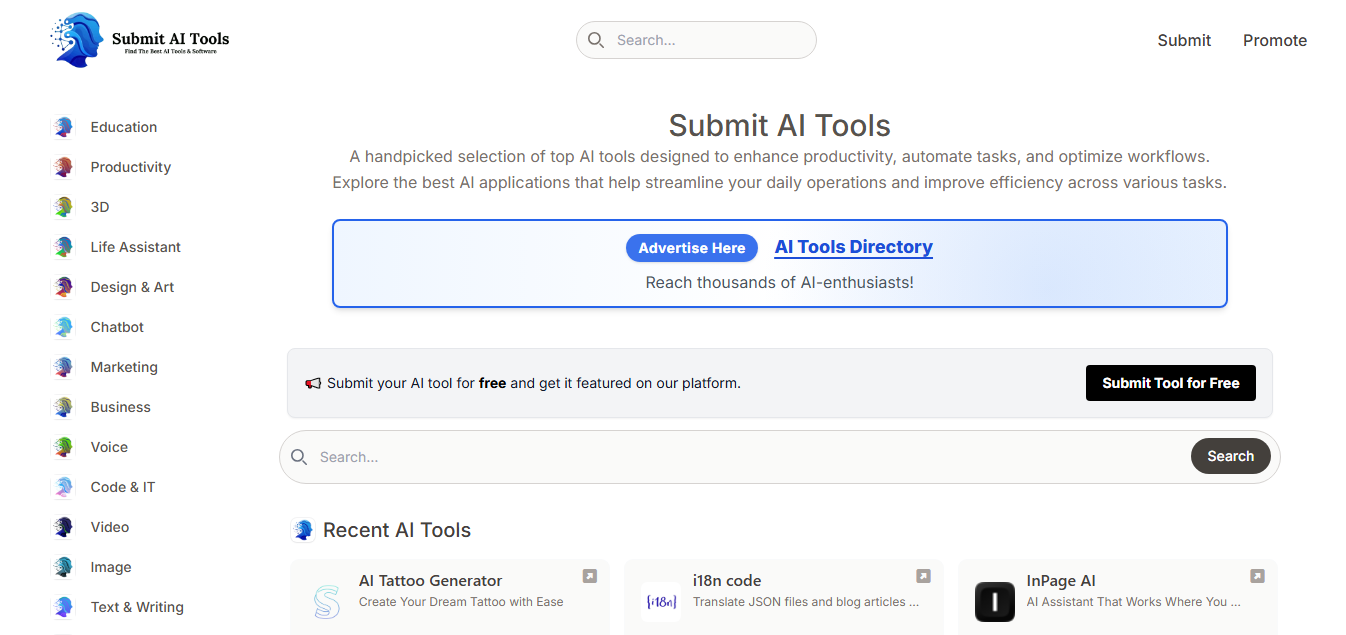 Submit AI Tools
Find The Best AI Tools & Software
Search...
Submit
Promote
Education
Productivity
3D
Life Assistant
Design & Art
Chatbot
Marketing
Business
Voice
Code & IT
Video
Image
Text & Writing
Submit AI Tools
A handpicked selection of top AI tools designed to enhance productivity, automate tasks, and optimize workflows.
Explore the best AI applications that help streamline your daily operations and improve efficiency across various tasks.
Advertise Here AI Tools Directory
Reach thousands of AI-enthusiasts!
Submit your AI tool for free and get it featured on our platform.
Submit Tool for Free
Search...
Search
Recent AI Tools
AI Tattoo Generator
Create Your Dream Tattoo with Ease
[i18n]
i18n code
Translate JSON files and blog articles ...
InPage AI
AI Assistant That Works Where You ...